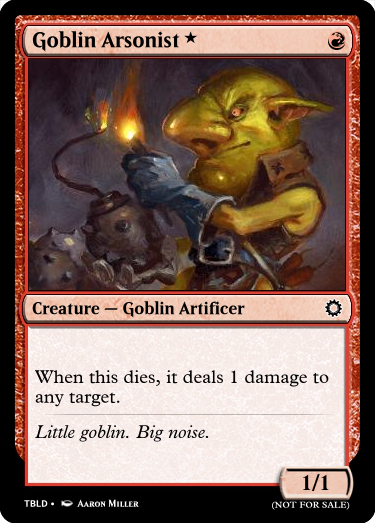 Goblin Arsonist ★
Creature — Goblin Artificer
When this dies, it deals 1 damage to
any target.
Little goblin. Big noise.
1/1
TBLD • Aaron Miller
(NOT FOR SALE)